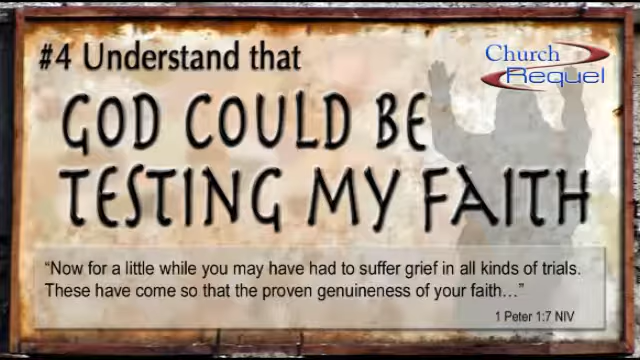 #4 Understand that
Church
Requel
GOD COULD BE
TESTING MY FAITH
“Now for a little while you may have had to suffer grief in all kinds of trials.
These have come so that the proven genuineness of your faith…”
1 Peter 1:7 NIV